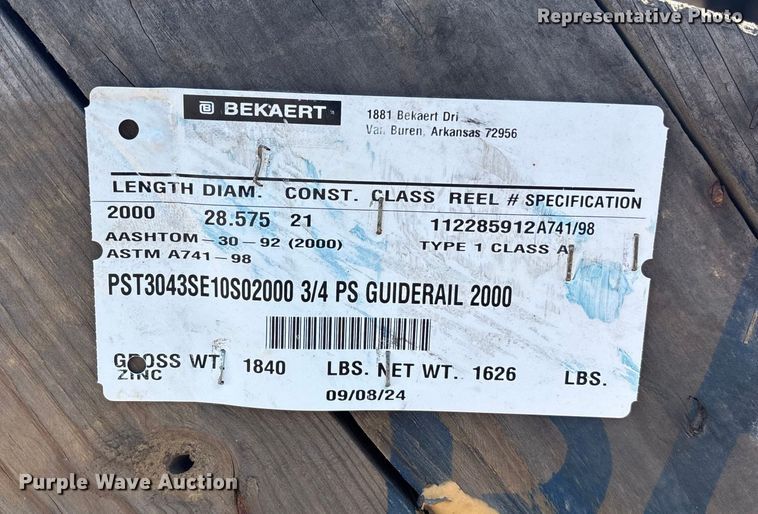 Representative Photo
BEKAERT
1881 Bekaert Dri
Van Buren, Arkansas 72956
LENGTH DIAM. CONST. CLASS REEL # SPECIFICATION
2000 28.575 21 112285912 A741/98
AASHTOM-30-92 (2000) TYPE 1 CLASS A
ASTM A741-98
PST3043SE10S02000 3/4 PS GUIDERAIL 2000
GROSS WT. 1840 LBS. NET WT. 1626 LBS.
ZINC
09/08/24
Purple Wave Auction